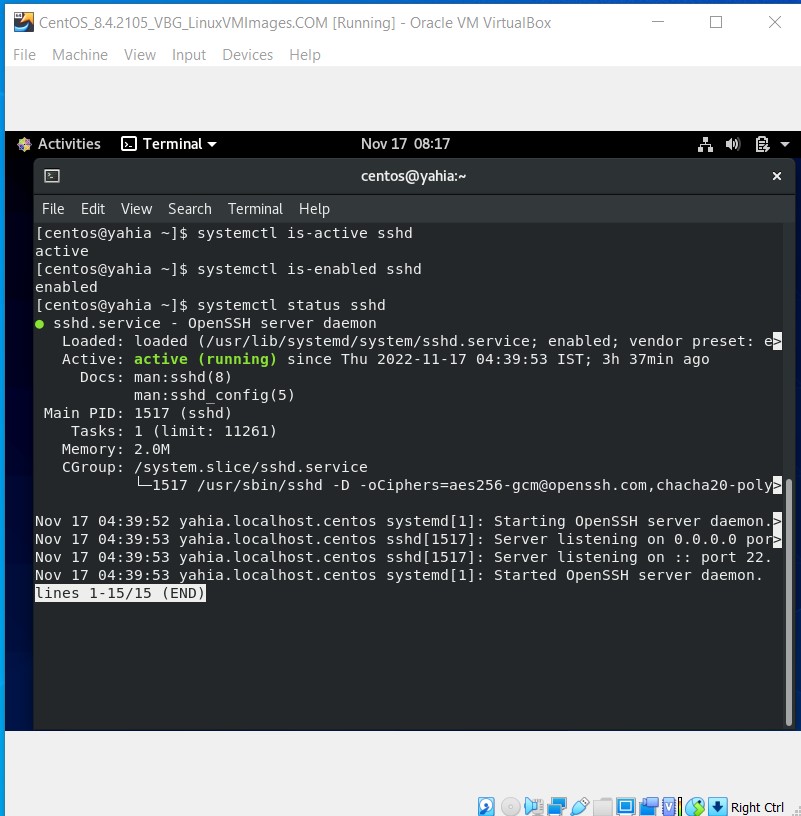 CentOS_8.4.2105_VBG_LinuxVMImages.COM [Running] - Oracle VM VirtualBox
File Machine View Input Devices Help
Activities Terminal Nov 17 08:17
centos@yahia:~
File Edit View Search Terminal Help
[centos@yahia ~]$ systemctl is-active sshd
active
[centos@yahia ~]$ systemctl is-enabled sshd
enabled
[centos@yahia ~]$ systemctl status sshd
● sshd.service - OpenSSH server daemon
   Loaded: loaded (/usr/lib/systemd/system/sshd.service; enabled; vendor preset: e>
   Active: active (running) since Thu 2022-11-17 04:39:53 IST; 3h 37min ago
     Docs: man:sshd(8)
           man:sshd_config(5)
 Main PID: 1517 (sshd)
    Tasks: 1 (limit: 11261)
   Memory: 2.0M
   CGroup: /system.slice/sshd.service
           └─1517 /usr/sbin/sshd -D -oCiphers=aes256-gcm@openssh.com,chacha20-poly>
Nov 17 04:39:52 yahia.localhost.centos systemd[1]: Starting OpenSSH server daemon.>
Nov 17 04:39:53 yahia.localhost.centos sshd[1517]: Server listening on 0.0.0.0 por>
Nov 17 04:39:53 yahia.localhost.centos sshd[1517]: Server listening on :: port 22.
Nov 17 04:39:53 yahia.localhost.centos systemd[1]: Started OpenSSH server daemon.
lines 1-15/15 (END)
Right Ctrl